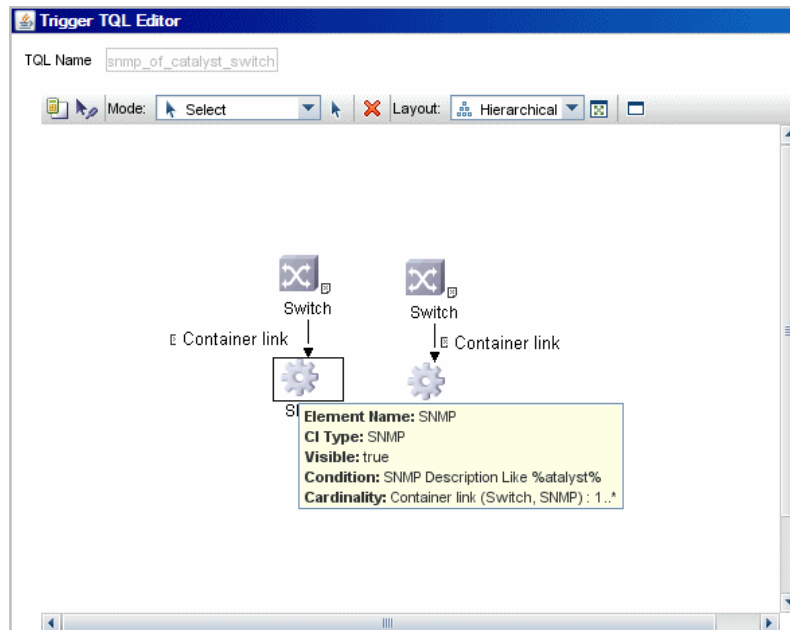 Trigger TQL Editor
TQL Name snmp_of_catalyst_switch
Mode: Select Layout: Hierarchical
Switch Switch
Container link Container link
Element Name: SNMP
CI Type: SNMP
Visible: true
Condition: SNMP Description Like %atalyst%
Cardinality: Container link (Switch, SNMP) : 1..*